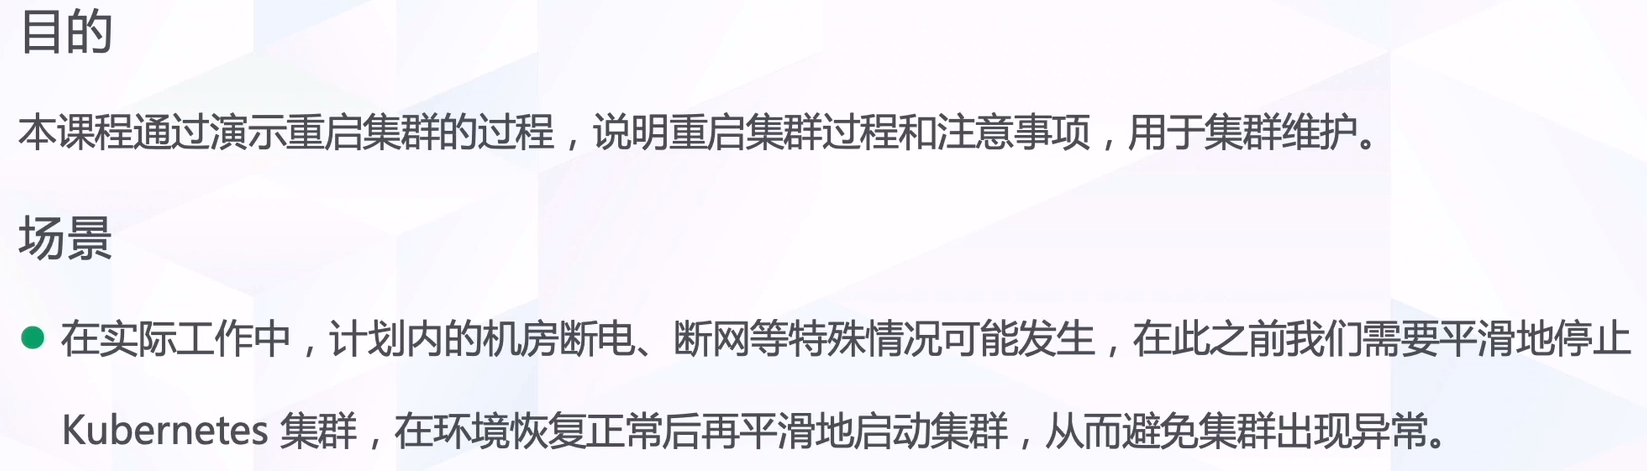 目的
本课程通过演示重启集群的过程，说明重启集群过程和注意事项，用于集群维护。
场景
在实际工作中，计划内的机房断电、断网等特殊情况可能发生，在此之前我们需要平滑地停止
Kubernetes 集群，在环境恢复正常后再平滑地启动集群，从而避免集群出现异常。